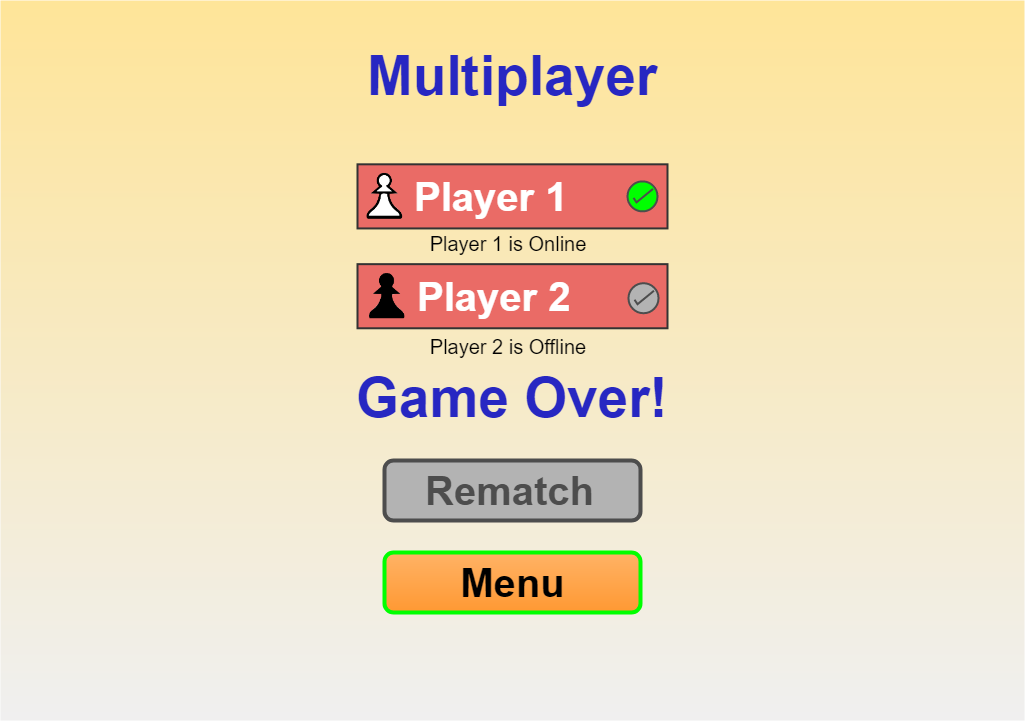 Multiplayer
Player 1
Player 1 is Online
Player 2
Player 2 is Offline
Game Over!
Rematch
Menu